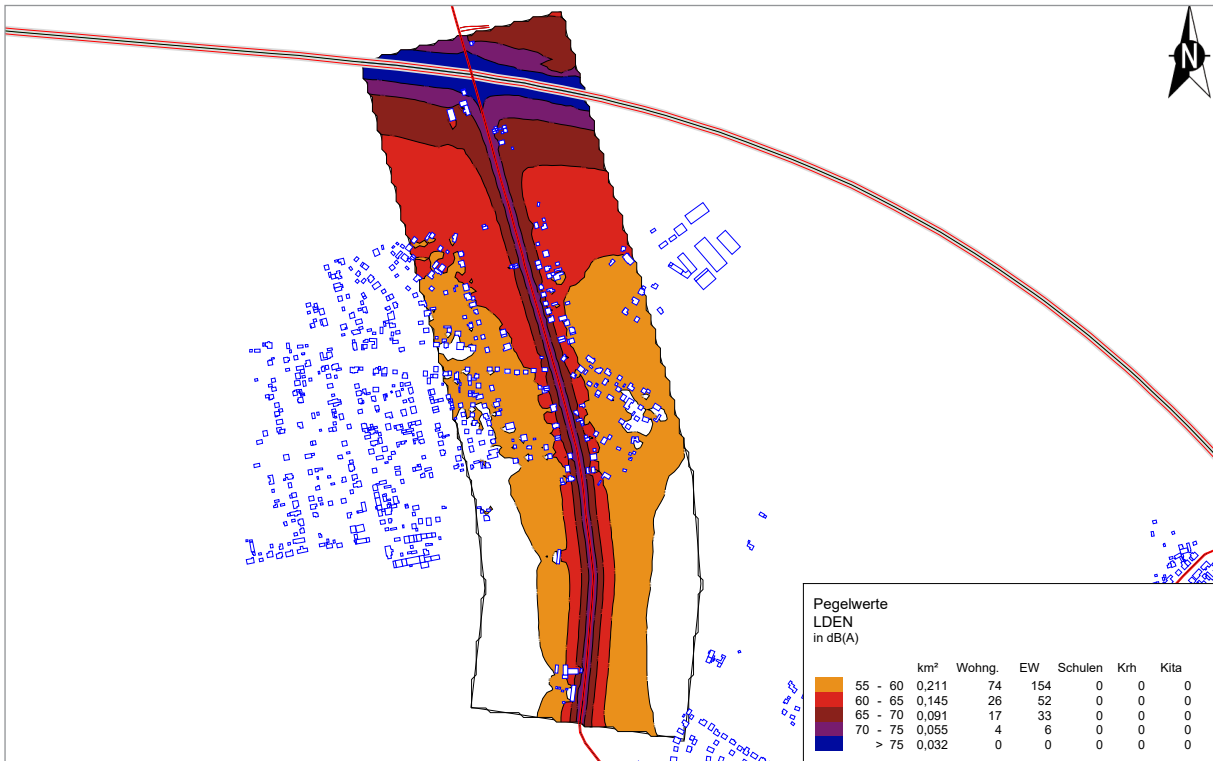 N
Pegelwerte
LDEN
in dB(A)
km² Wohng. EW Schulen Krh Kita
55 - 60 0,211 74 154 0 0 0
60 - 65 0,145 26 52 0 0 0
65 - 70 0,091 17 33 0 0 0
70 - 75 0,055 4 6 0 0 0
> 75 0,032 0 0 0 0 0